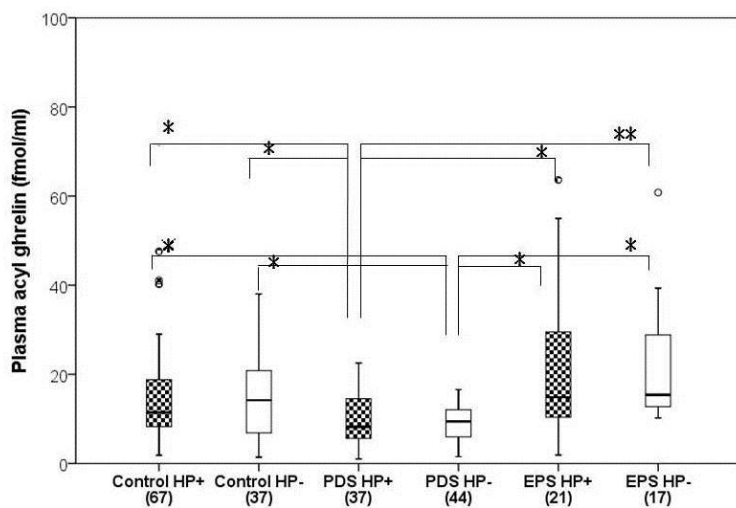 100
80
60
40
20
0
Plasma acyl ghrelin (fmol/ml)
* * ** *
* * * *
Control HP+ Control HP- PDS HP+ PDS HP- EPS HP+ EPS HP-
(67) (37) (37) (44) (21) (17)